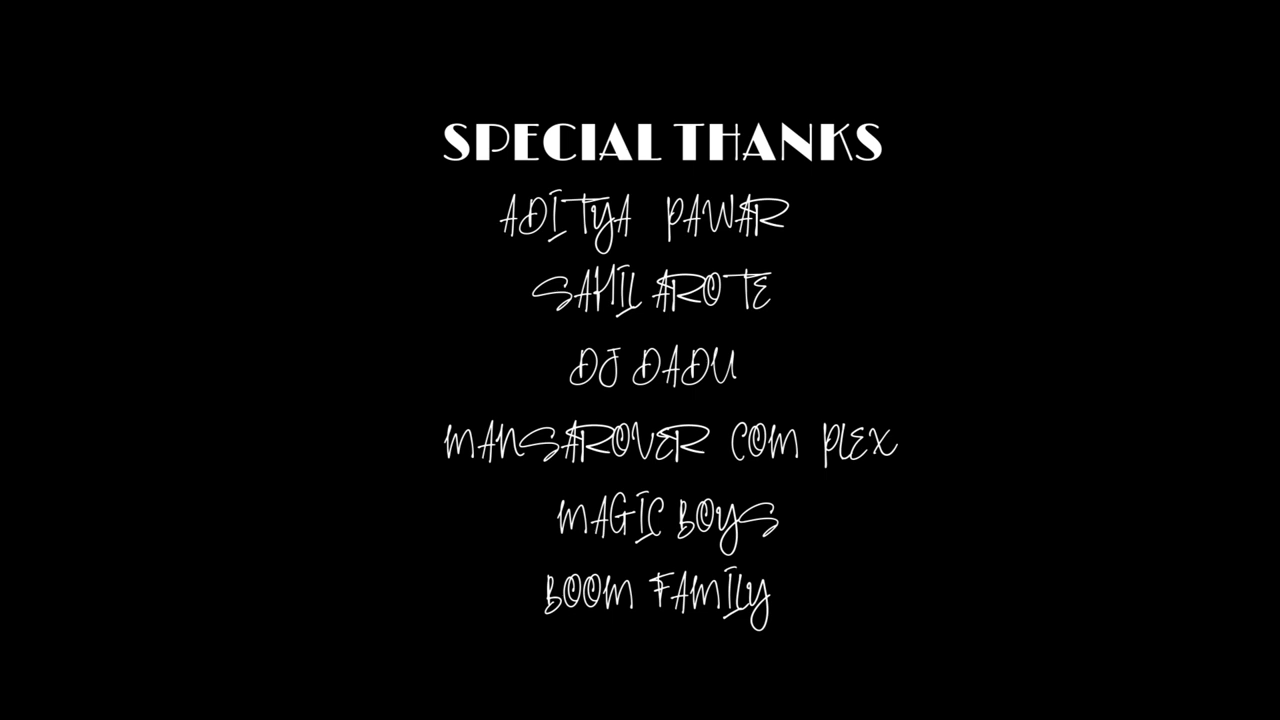 SPECIAL THANKS
ADITYA PAWAR
SAHIL AROTE
DJ DADU
MANSAROVER COM PLEX
MAGIC BOYS
BOOM FAMILY